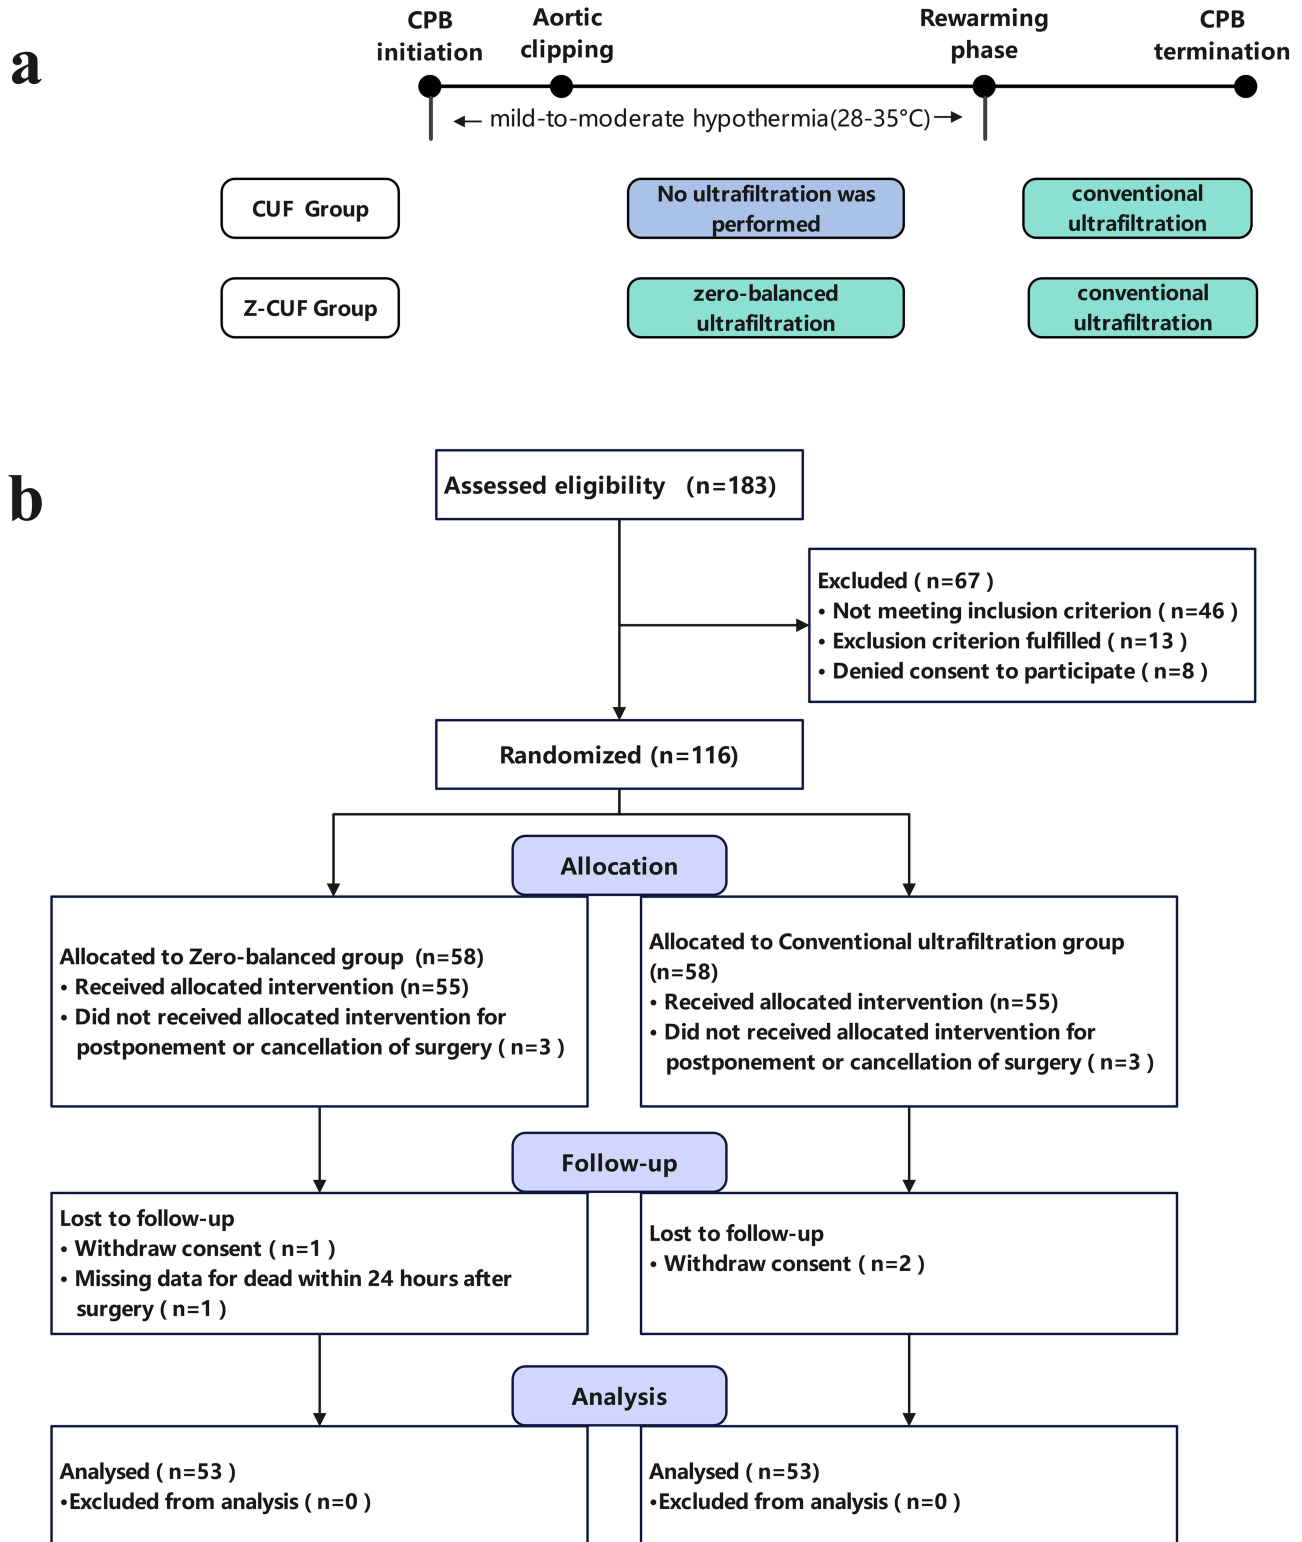 a
CPB
initiation
Aortic
clipping
Rewarming
phase
CPB
termination
mild-to-moderate hypothermia(28-35°C)
CUF Group
No ultrafiltration was
performed
conventional
ultrafiltration
Z-CUF Group
zero-balanced
ultrafiltration
conventional
ultrafiltration
b
Assessed eligibility (n=183)
Excluded ( n=67 )
• Not meeting inclusion criterion ( n=46 )
• Exclusion criterion fulfilled ( n=13 )
• Denied consent to participate ( n=8 )
Randomized (n=116)
Allocation
Allocated to Zero-balanced group (n=58)
• Received allocated intervention (n=55)
• Did not received allocated intervention for
postponement or cancellation of surgery ( n=3 )
Allocated to Conventional ultrafiltration group
(n=58)
• Received allocated intervention (n=55)
• Did not received allocated intervention for
postponement or cancellation of surgery ( n=3 )
Follow-up
Lost to follow-up
• Withdraw consent ( n=1 )
• Missing data for dead within 24 hours after
surgery ( n=1 )
Lost to follow-up
• Withdraw consent ( n=2 )
Analysis
Analysed ( n=53 )
•Excluded from analysis ( n=0 )
Analysed ( n=53)
•Excluded from analysis ( n=0 )